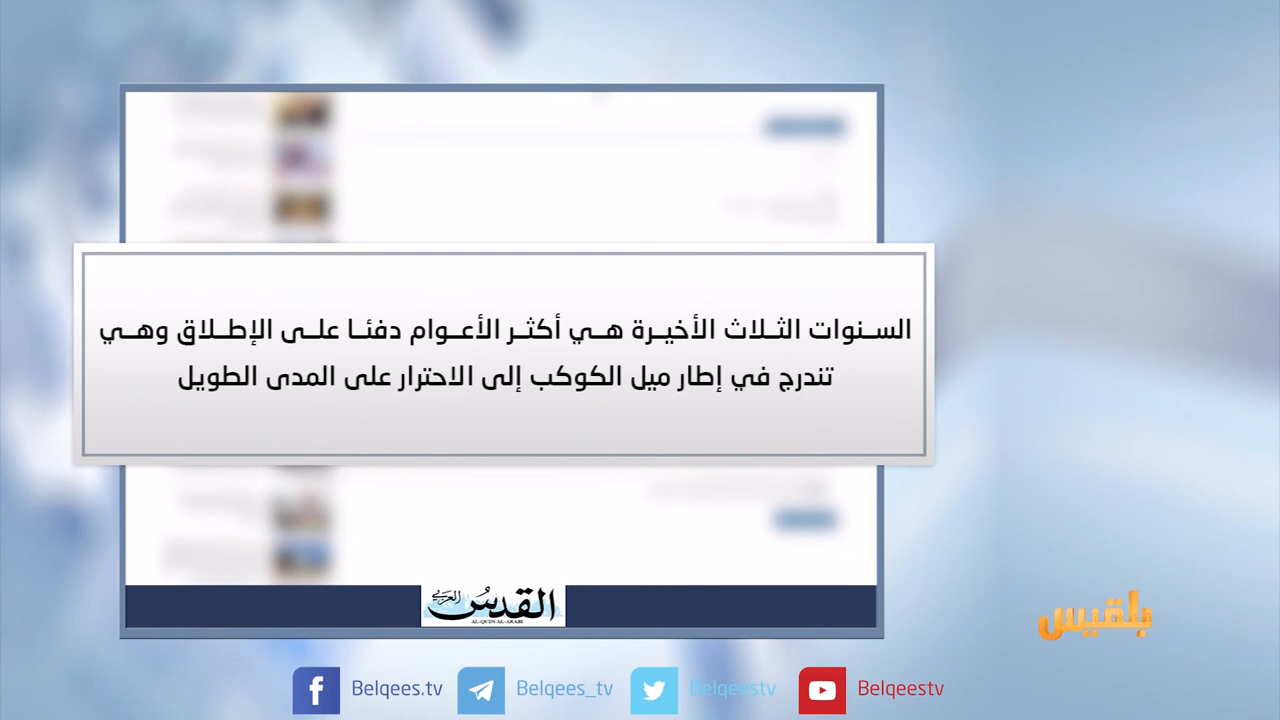 السنوات الثلاث الأخيرة هي أكثر الأعوام دفئا على الإطلاق وهي
تندرج في إطار ميل الكوكب إلى الاحترار على المدى الطويل
القدس العربي
AL-QUDS AL-ARABI
بلقيس
Belqees.tv
Belqees_tv
Belqeestv
Belqeestv